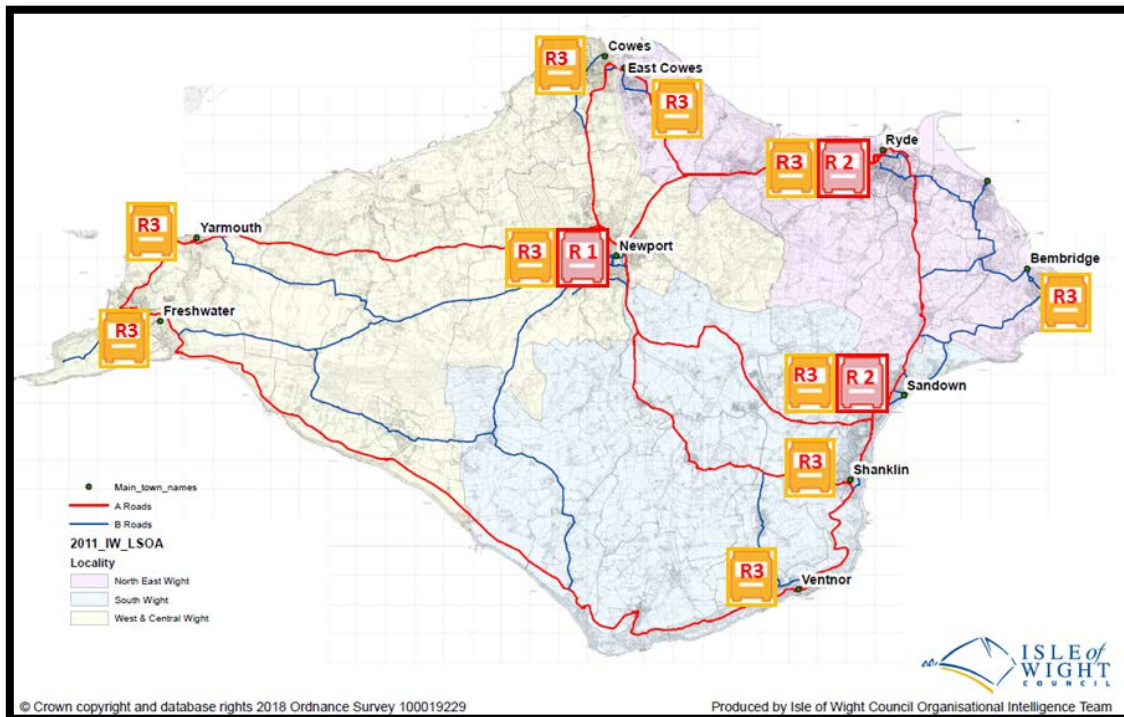 Cowes
R3
East Cowes
R3
Ryde
R3
R 2
R3
Yarmouth
R3
R 1
Newport
Bembridge
R3
Freshwater
R3
R3
R 2
Sandown
R3
Shanklin
R3
Ventnor
Main_town_names
A Roads
B Roads
2011_IW_LSOA
Locality
North East Wight
South Wight
West & Central Wight
ISLE of
WIGHT
COUNCIL
© Crown copyright and database rights 2018 Ordnance Survey 100019229
Produced by Isle of Wight Council Organisational Intelligence Team